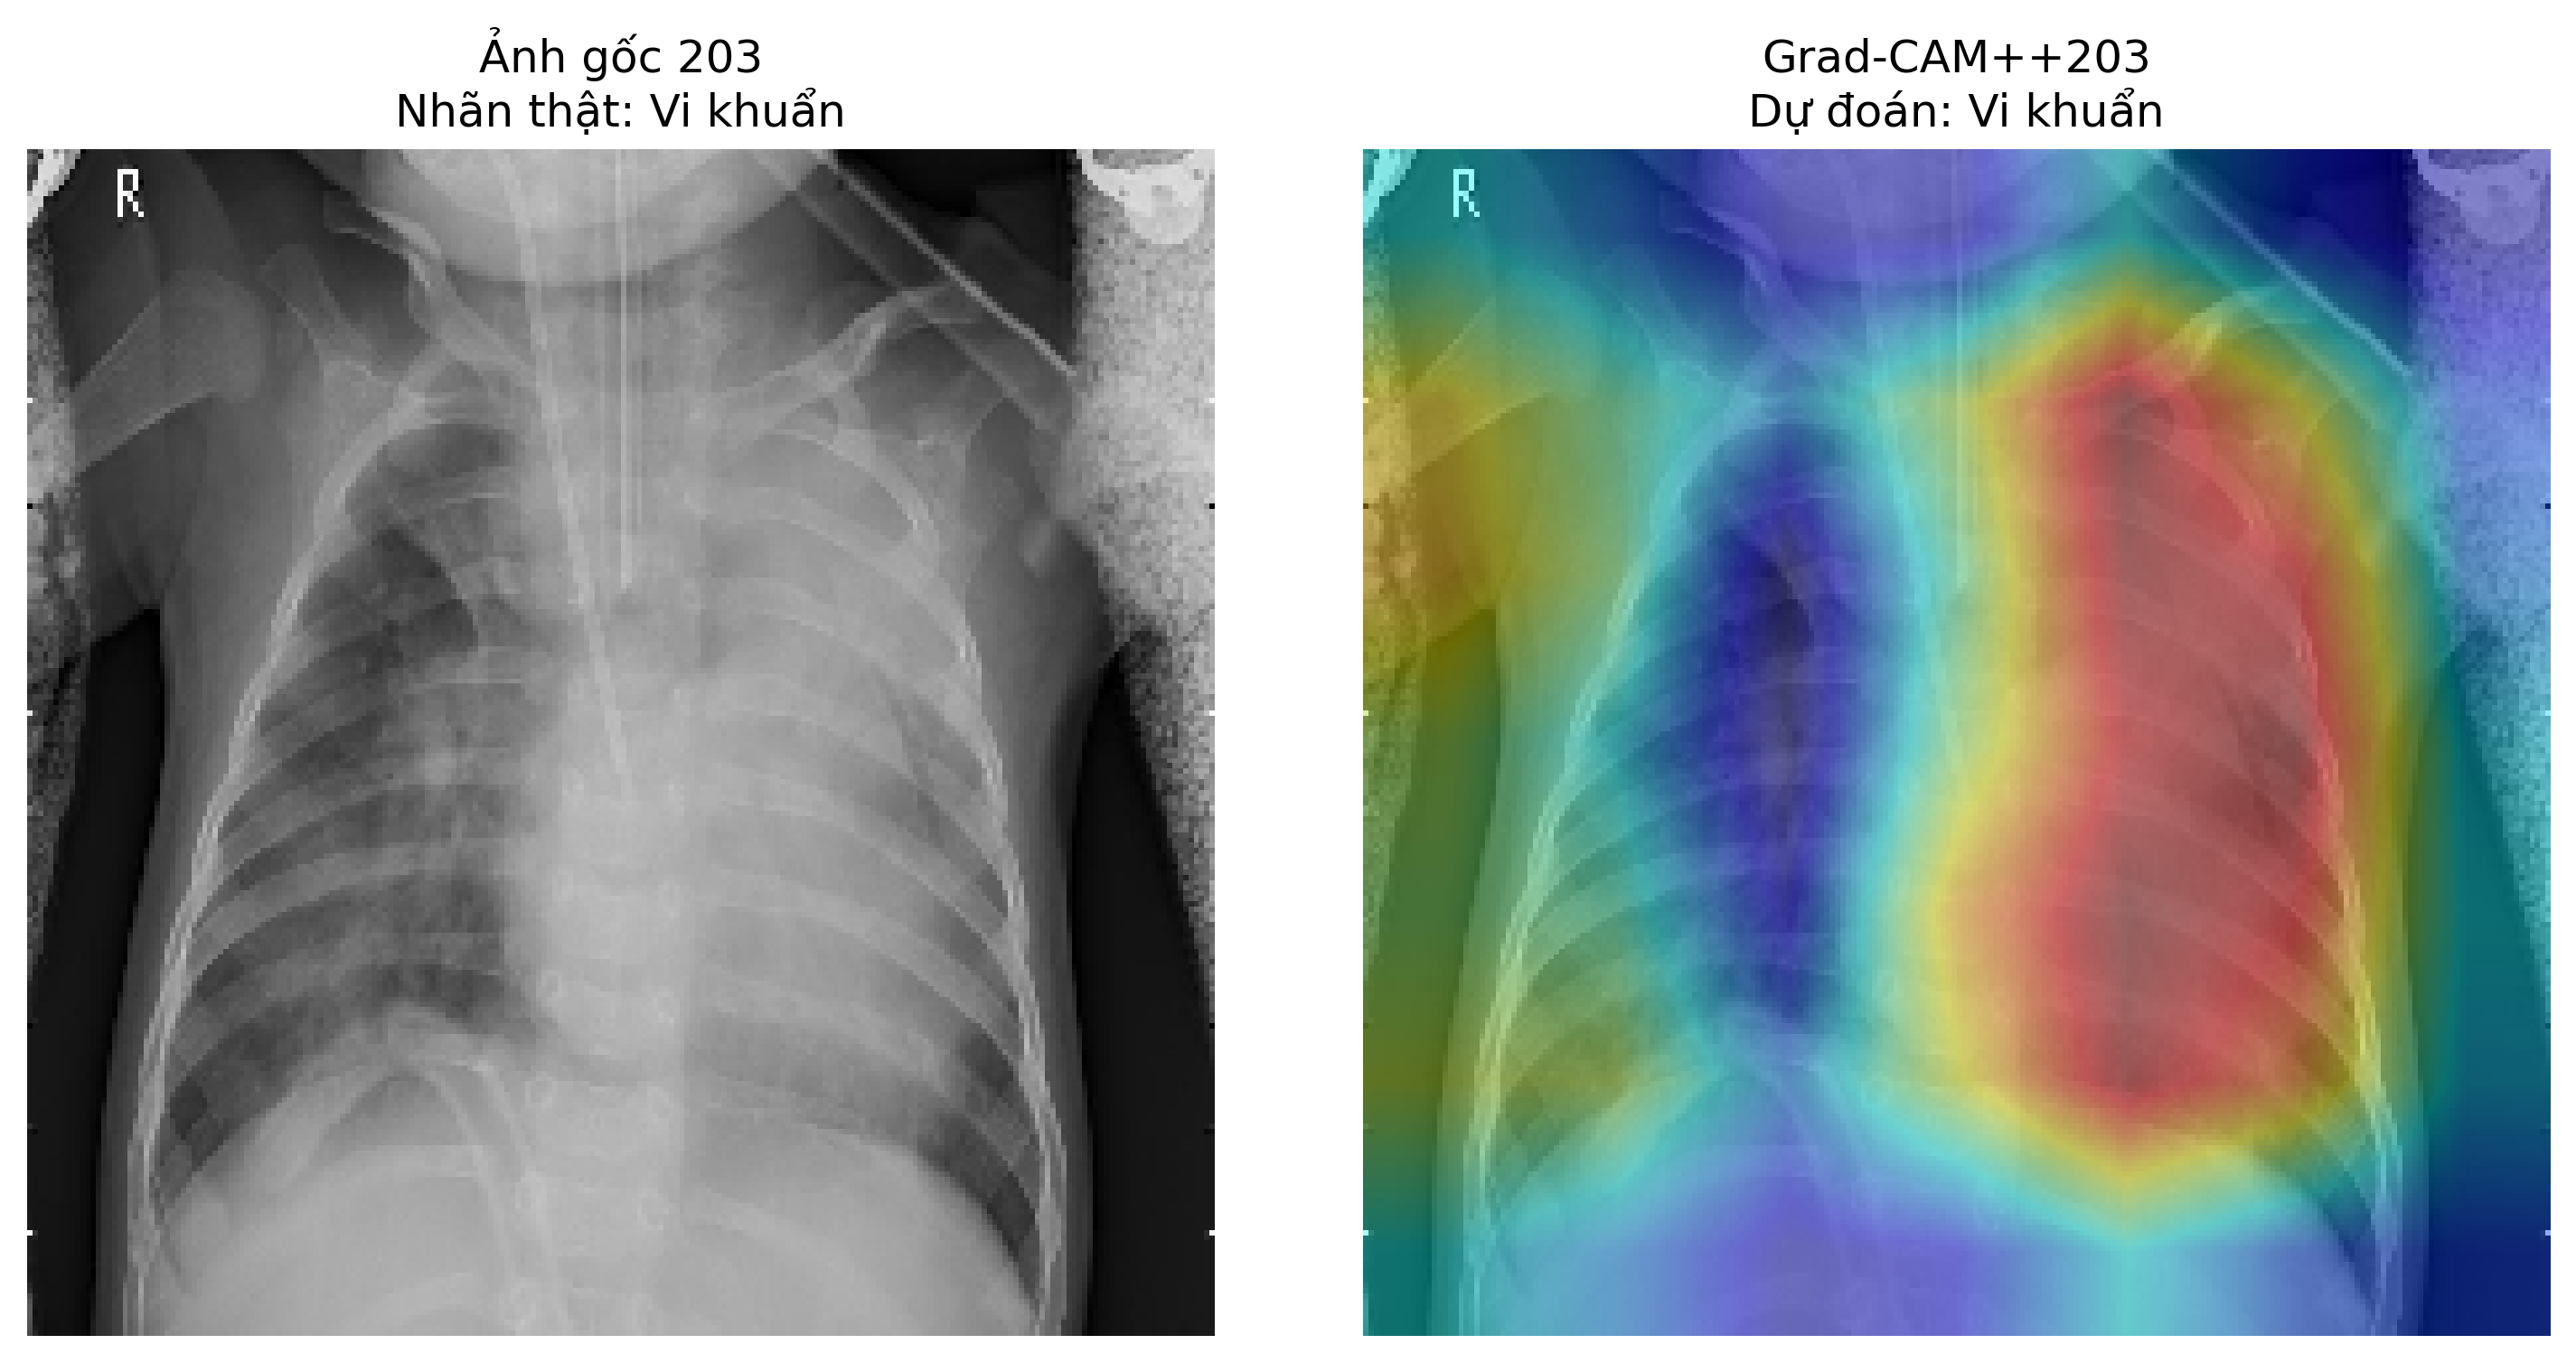 Ảnh gốc 203
Nhãn thật: Vi khuẩn
R
Grad-CAM++203
Dự đoán: Vi khuẩn
R